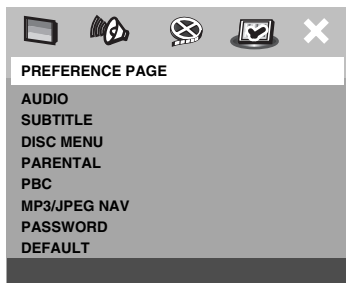 PREFERENCE PAGE
AUDIO
SUBTITLE
DISC MENU
PARENTAL
PBC
MP3/JPEG NAV
PASSWORD
DEFAULT